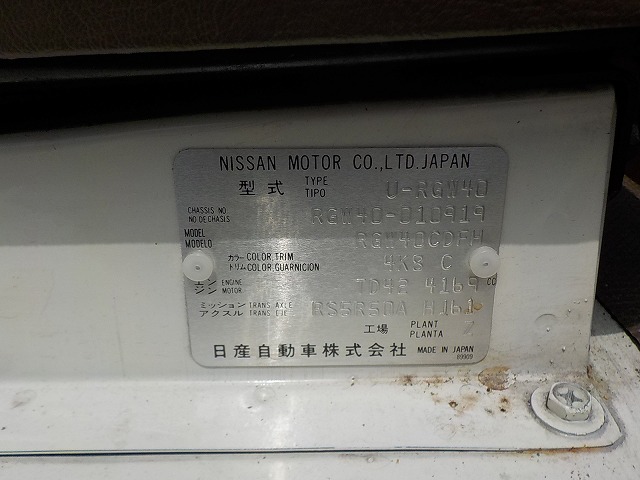 NISSAN MOTOR CO.,LTD.JAPAN
型式 TYPE TIPO U-RGW40
CHASSIS NO. NO DE CHASIS RGW40-010919
MODEL MODELO RGW40CDFH
カラー COLOR,TRIM トリム COLOR,GUARNICION 4K8 C
エンジン ENGINE MOTOR TD42 4169 CC
ミッション アクスル TRANS.AXLE TRANS.EJE RS5R50A HJ61
工場 PLANT PLANTA
日産自動車株式会社 MADE IN JAPAN
89909